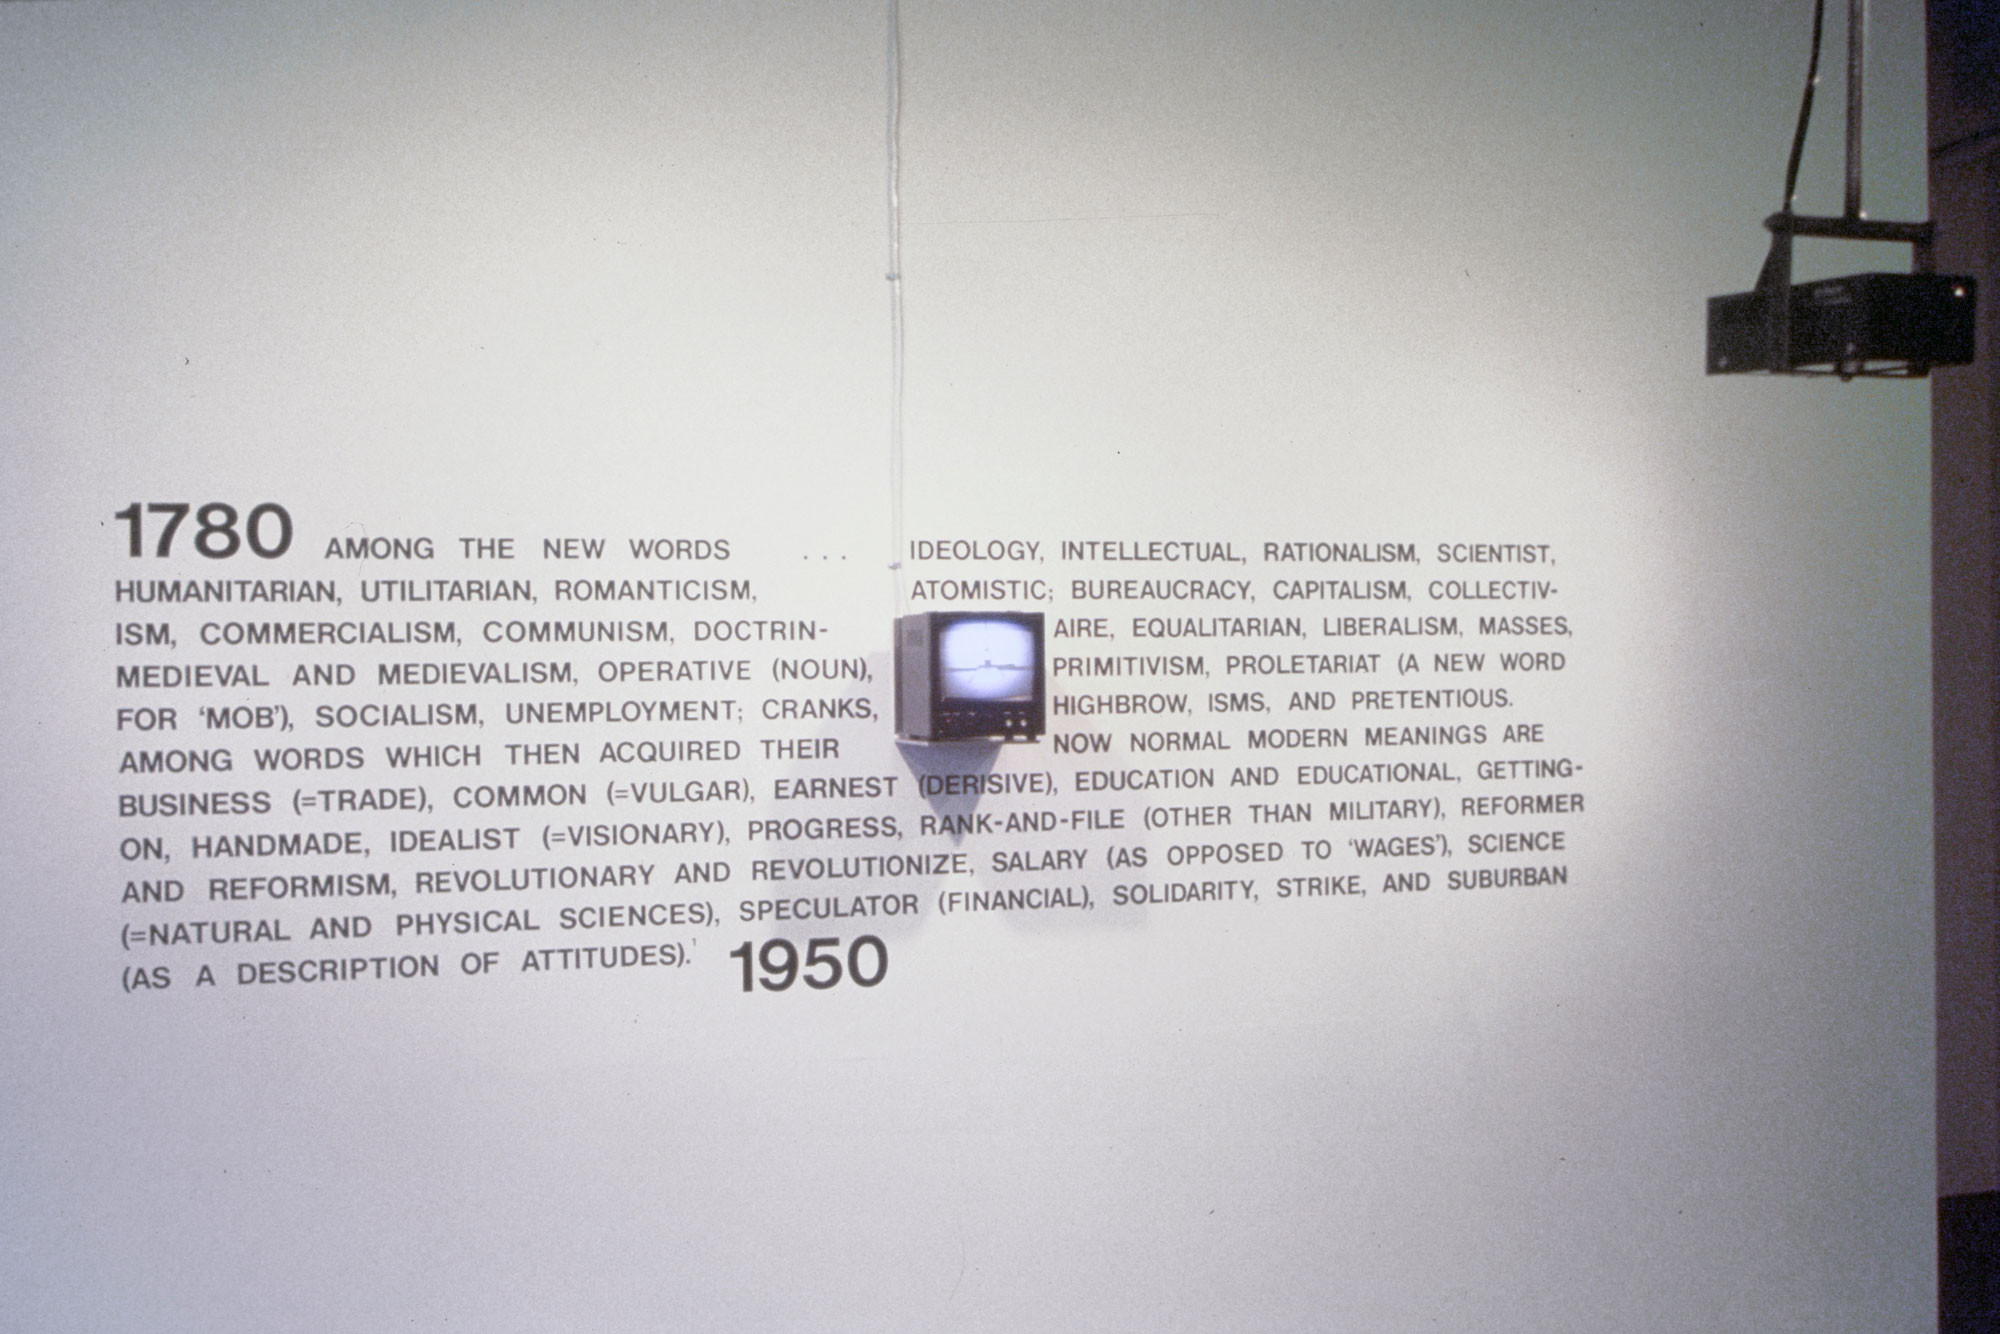 1780 AMONG THE NEW WORDS ... IDEOLOGY, INTELLECTUAL, RATIONALISM, SCIENTIST,
HUMANITARIAN, UTILITARIAN, ROMANTICISM, ATOMISTIC; BUREAUCRACY, CAPITALISM, COLLECTIV-
ISM, COMMERCIALISM, COMMUNISM, DOCTRIN- AIRE, EQUALITARIAN, LIBERALISM, MASSES,
MEDIEVAL AND MEDIEVALISM, OPERATIVE (NOUN), PRIMITIVISM, PROLETARIAT (A NEW WORD
FOR 'MOB'), SOCIALISM, UNEMPLOYMENT; CRANKS, HIGHBROW, ISMS, AND PRETENTIOUS.
AMONG WORDS WHICH THEN ACQUIRED THEIR NOW NORMAL MODERN MEANINGS ARE
BUSINESS (=TRADE), COMMON (=VULGAR), EARNEST (DERISIVE), EDUCATION AND EDUCATIONAL, GETTING-
ON, HANDMADE, IDEALIST (=VISIONARY), PROGRESS, RANK-AND-FILE (OTHER THAN MILITARY), REFORMER
AND REFORMISM, REVOLUTIONARY AND REVOLUTIONIZE, SALARY (AS OPPOSED TO 'WAGES'), SCIENCE
(=NATURAL AND PHYSICAL SCIENCES), SPECULATOR (FINANCIAL), SOLIDARITY, STRIKE, AND SUBURBAN
(AS A DESCRIPTION OF ATTITUDES).¹ 1950